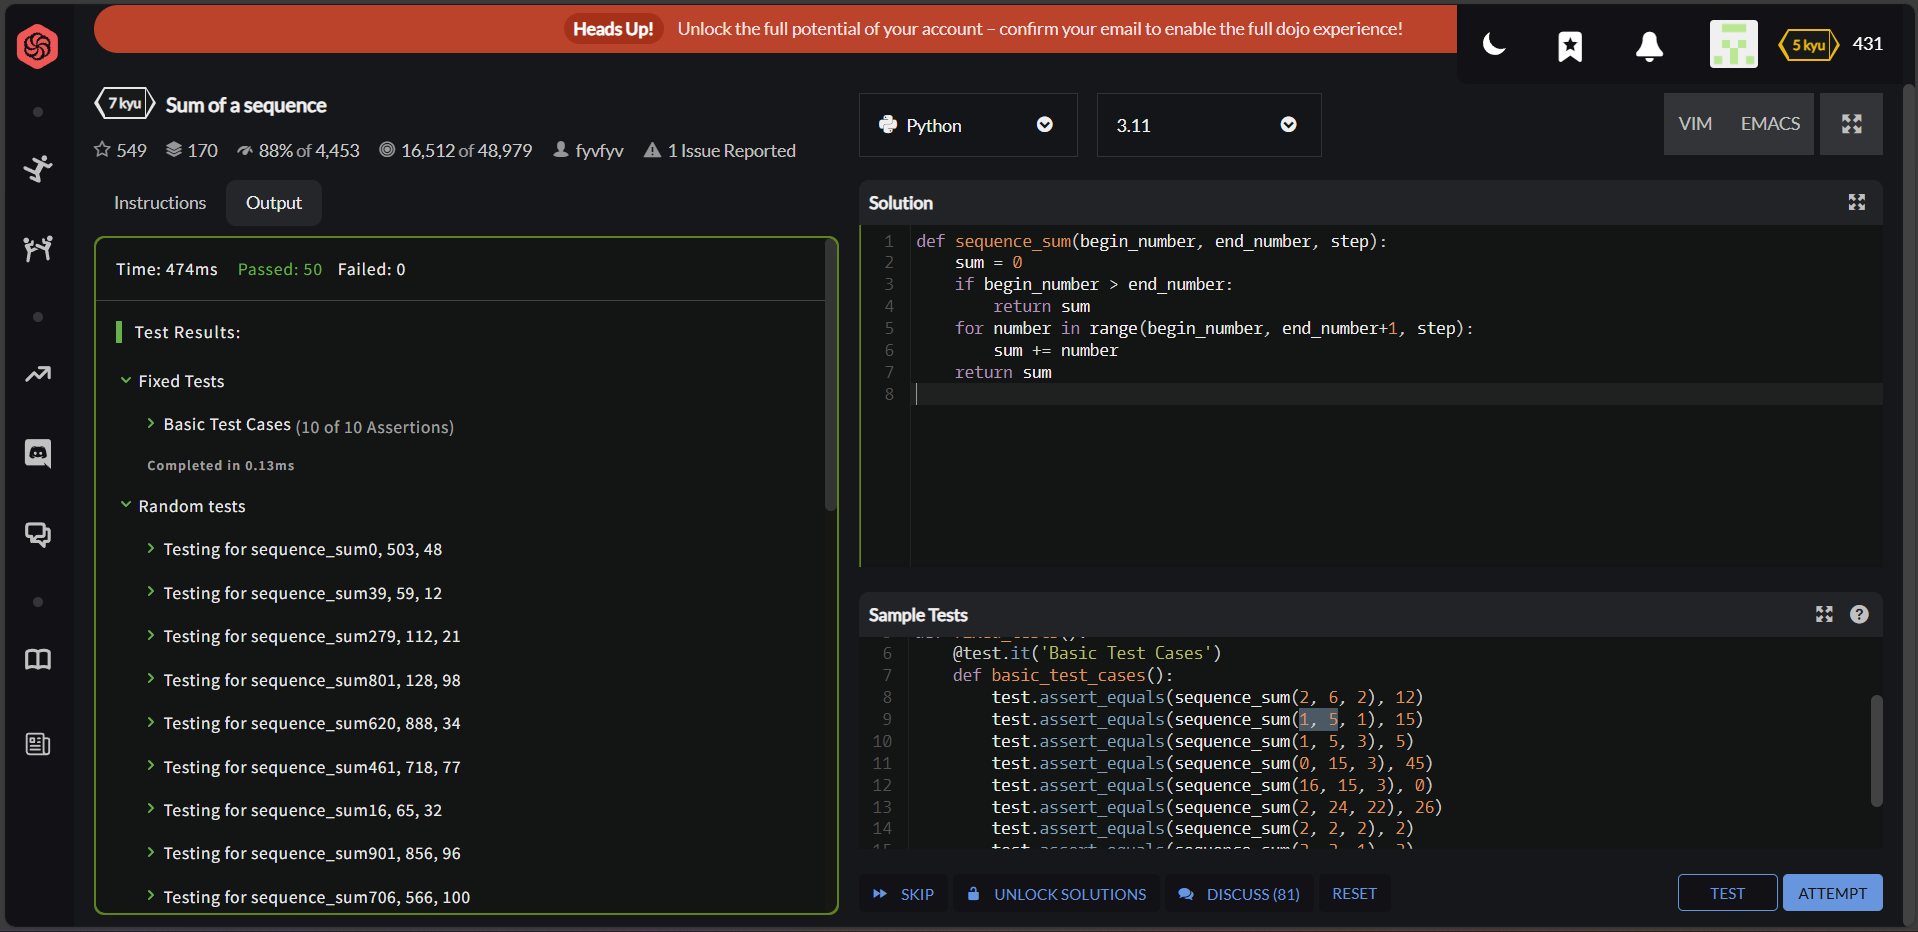 Heads Up! Unlock the full potential of your account – confirm your email to enable the full dojo experience!
5 kyu 431
7 kyu Sum of a sequence
549 170 88% of 4,453 16,512 of 48,979 fyvfyv 1 Issue Reported
Instructions Output
Time: 474ms Passed: 50 Failed: 0
Test Results:
Fixed Tests
Basic Test Cases (10 of 10 Assertions)
Completed in 0.13ms
Random tests
Testing for sequence_sum0, 503, 48
Testing for sequence_sum39, 59, 12
Testing for sequence_sum279, 112, 21
Testing for sequence_sum801, 128, 98
Testing for sequence_sum620, 888, 34
Testing for sequence_sum461, 718, 77
Testing for sequence_sum16, 65, 32
Testing for sequence_sum901, 856, 96
Testing for sequence_sum706, 566, 100
Python 3.11 VIM EMACS
Solution
1 def sequence_sum(begin_number, end_number, step):
2 sum = 0
3 if begin_number > end_number:
4 return sum
5 for number in range(begin_number, end_number+1, step):
6 sum += number
7 return sum
8
Sample Tests
6 @test.it('Basic Test Cases')
7 def basic_test_cases():
8 test.assert_equals(sequence_sum(2, 6, 2), 12)
9 test.assert_equals(sequence_sum(1, 5, 1), 15)
10 test.assert_equals(sequence_sum(1, 5, 3), 5)
11 test.assert_equals(sequence_sum(0, 15, 3), 45)
12 test.assert_equals(sequence_sum(16, 15, 3), 0)
13 test.assert_equals(sequence_sum(2, 24, 22), 26)
14 test.assert_equals(sequence_sum(2, 2, 2), 2)
SKIP UNLOCK SOLUTIONS DISCUSS (81) RESET TEST ATTEMPT